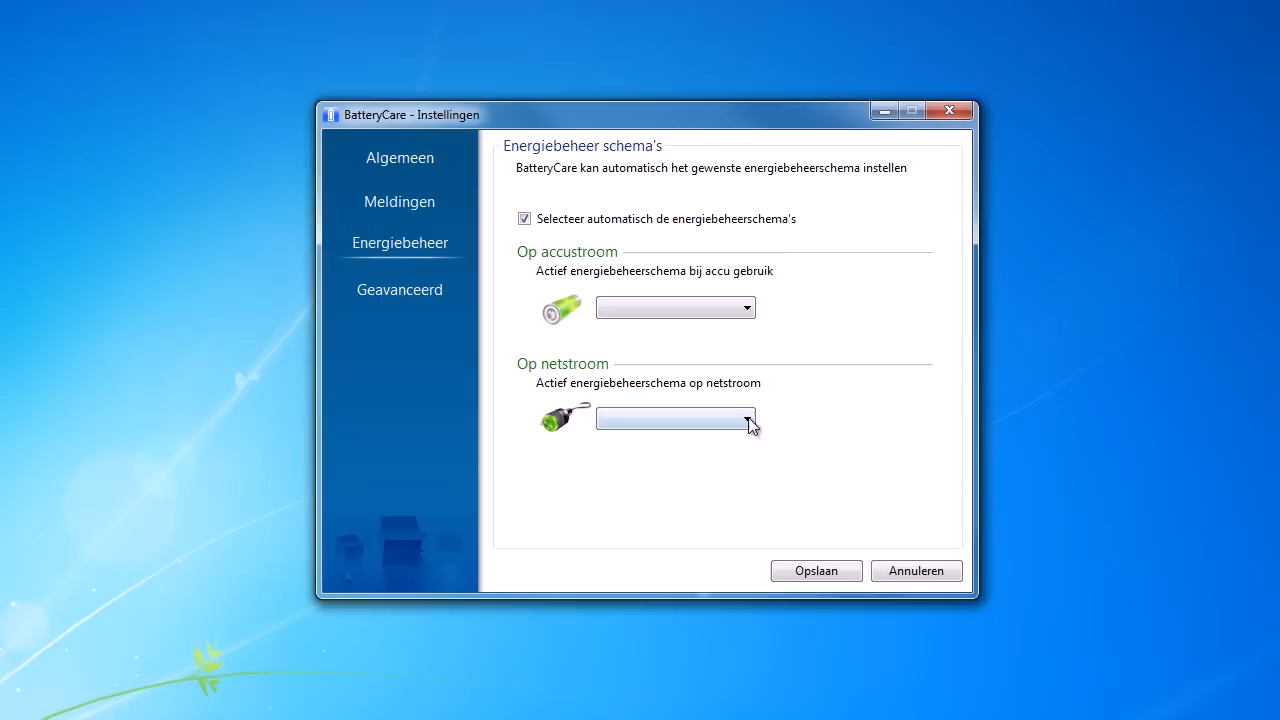 BatteryCare - Instellingen
Algemeen
Meldingen
Energiebeheer
Geavanceerd
Energiebeheer schema's
BatteryCare kan automatisch het gewenste energiebeheerschema instellen
Selecteer automatisch de energiebeheerschema's
Op accustroom
Actief energiebeheerschema bij accu gebruik
Op netstroom
Actief energiebeheerschema op netstroom
Opslaan
Annuleren